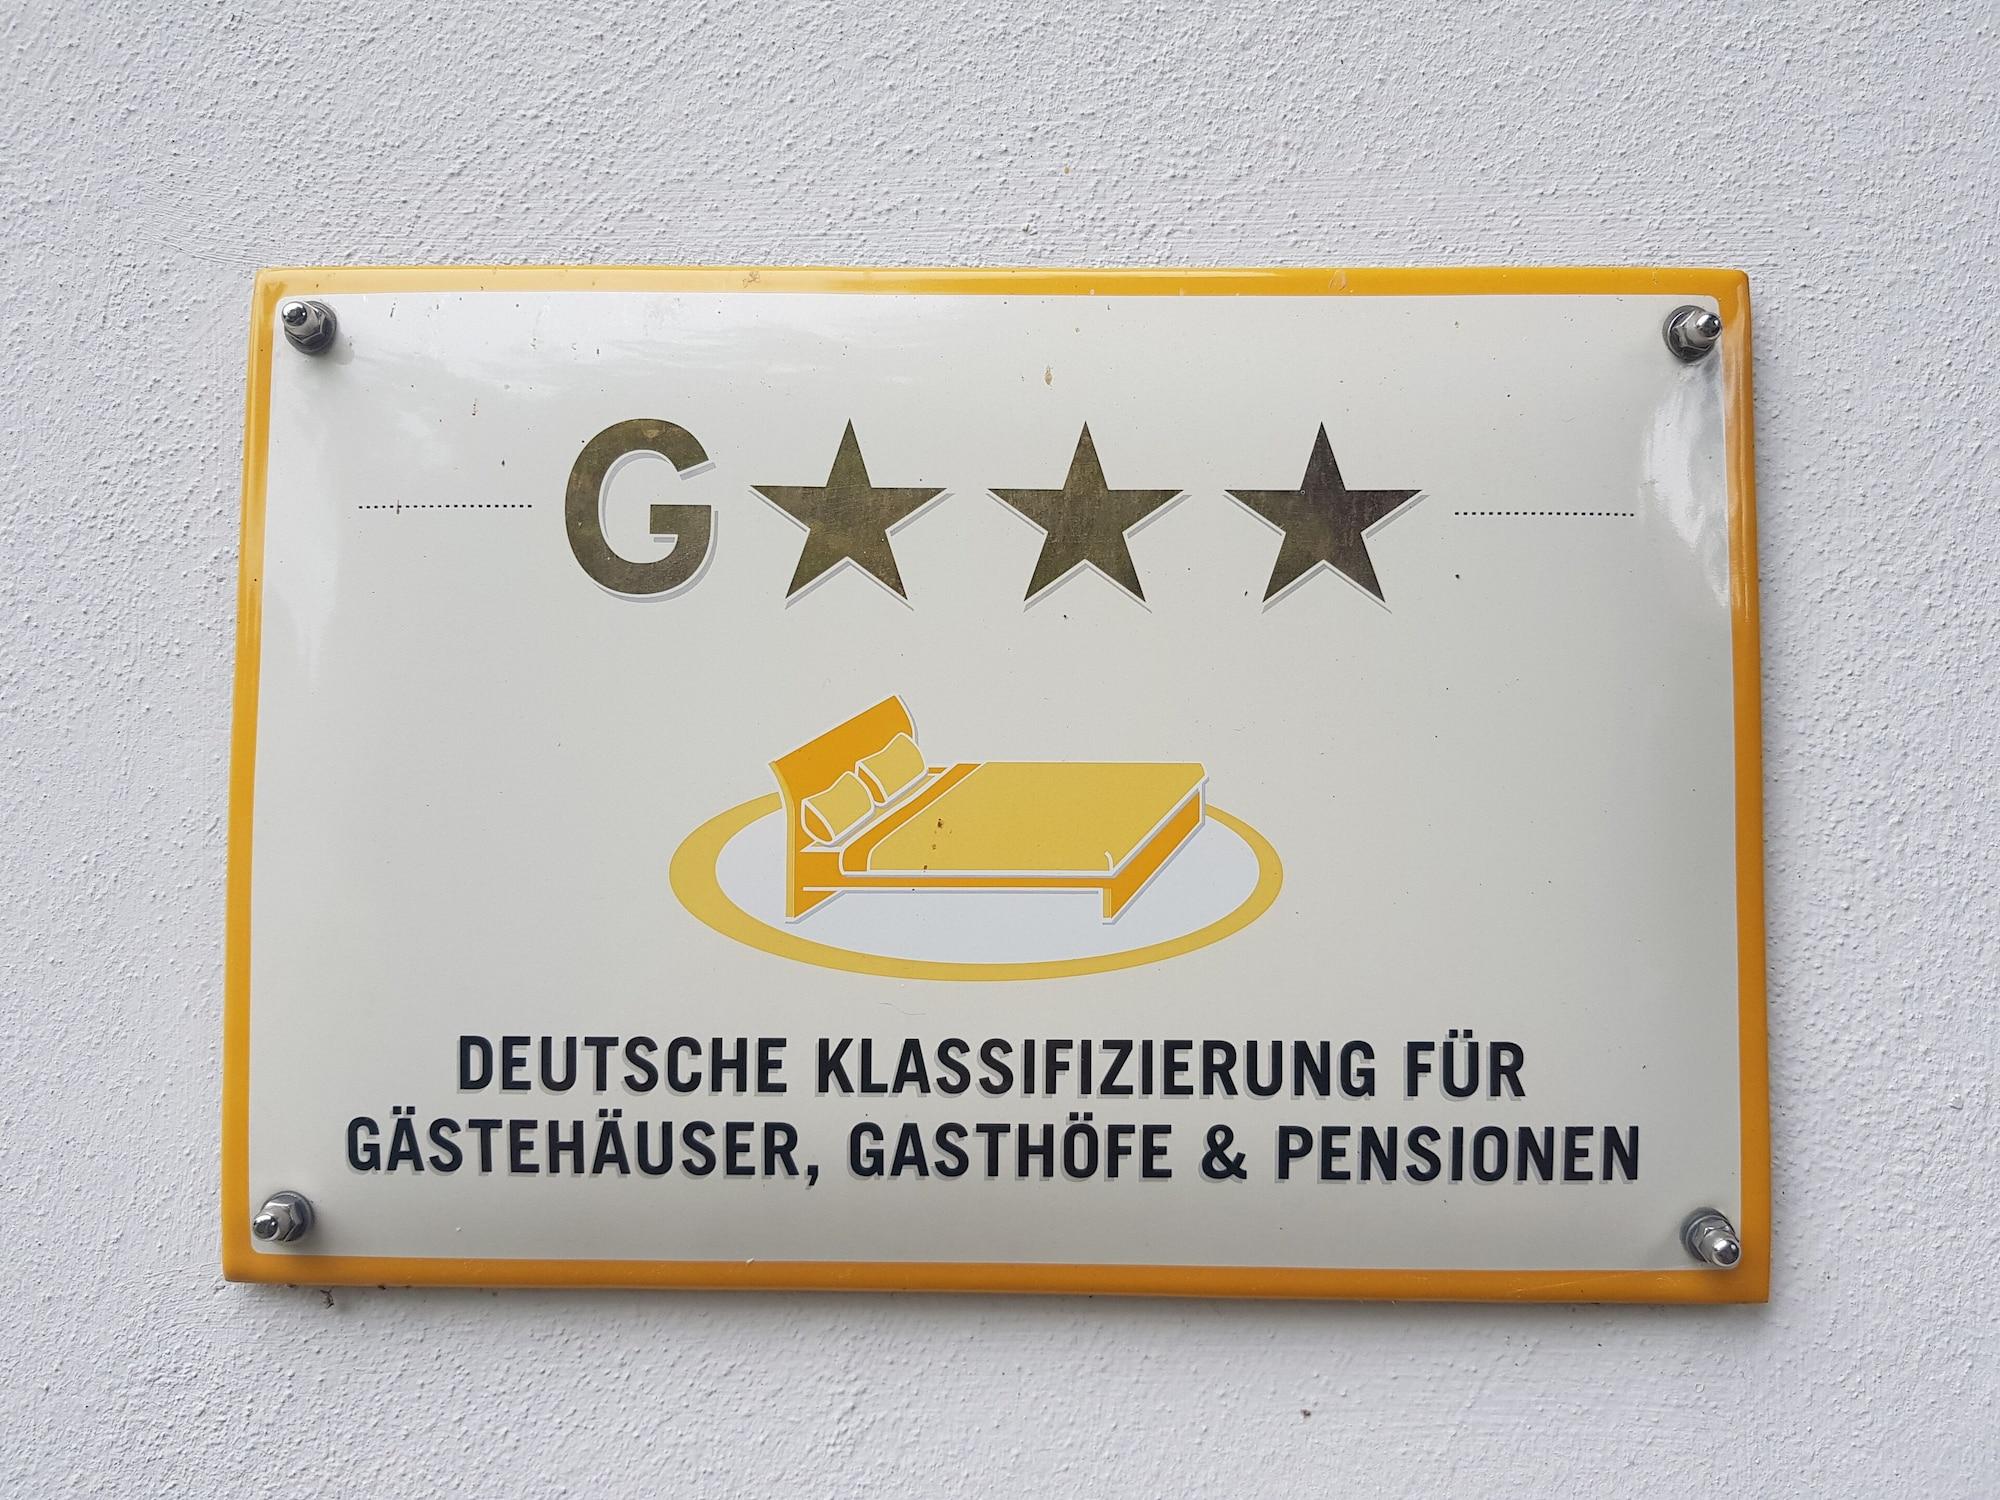 G★★★
DEUTSCHE KLASSIFIZIERUNG FÜR
GÄSTEHÄUSER, GASTHÖFE & PENSIONEN